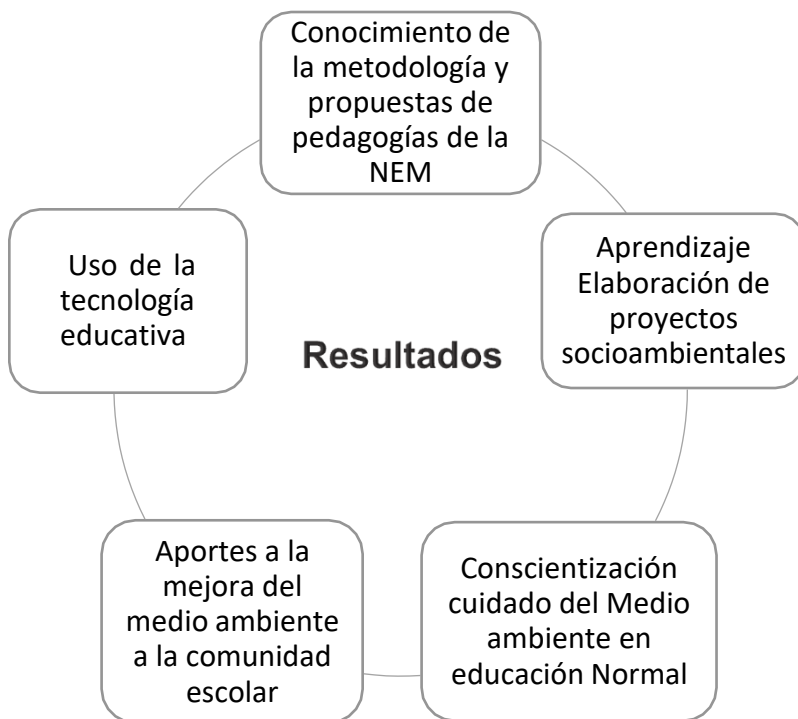 Conocimiento de
la metodología y
propuestas de
pedagogías de la
NEM
Aprendizaje
Elaboración de
proyectos
socioambientales
Conscientización
cuidado del Medio
ambiente en
educación Normal
Aportes a la
mejora del
medio ambiente
a la comunidad
escolar
Uso de la
tecnología
educativa
Resultados